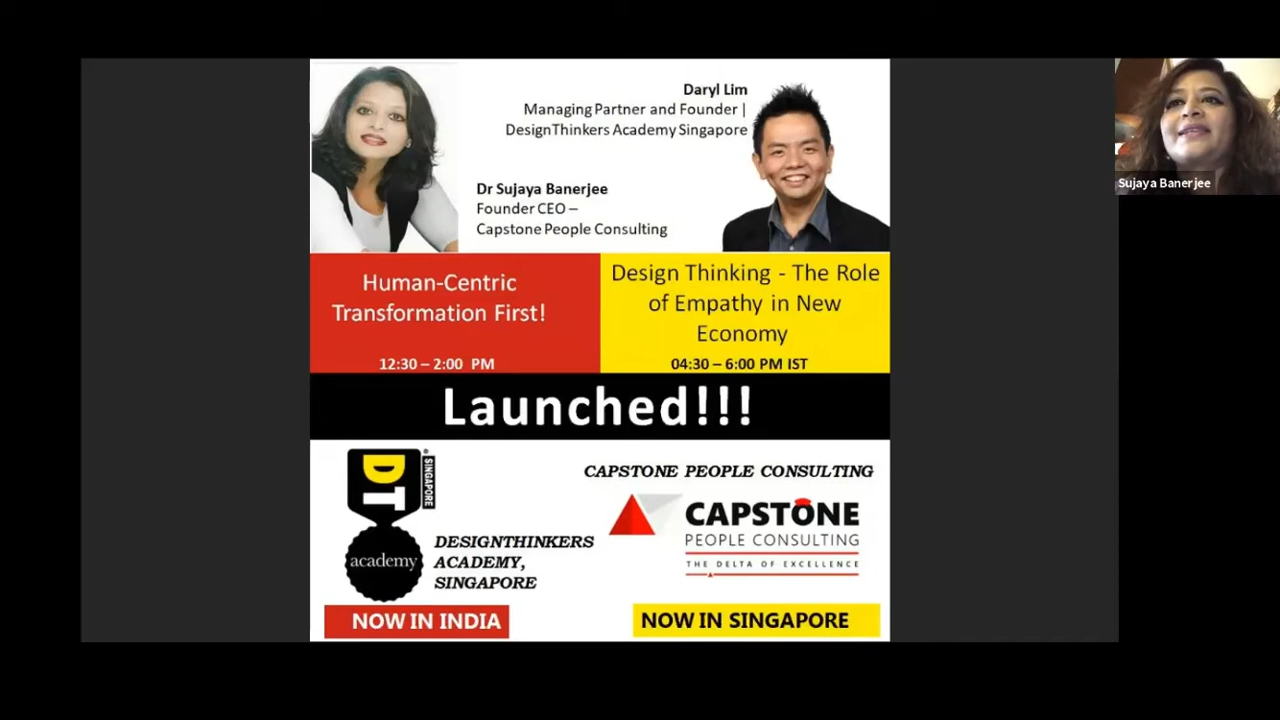 Daryl Lim
Managing Partner and Founder |
DesignThinkers Academy Singapore
Dr Sujaya Banerjee
Founder CEO –
Capstone People Consulting
Sujaya Banerjee
Human-Centric
Transformation First!
12:30 – 2:00 PM
Design Thinking - The Role
of Empathy in New
Economy
04:30 – 6:00 PM IST
Launched!!!
DT
SINGAPORE
®
academy
DESIGNTHINKERS
ACADEMY,
SINGAPORE
NOW IN INDIA
CAPSTONE PEOPLE CONSULTING
CAPSTONE
PEOPLE CONSULTING
THE DELTA OF EXCELLENCE
NOW IN SINGAPORE